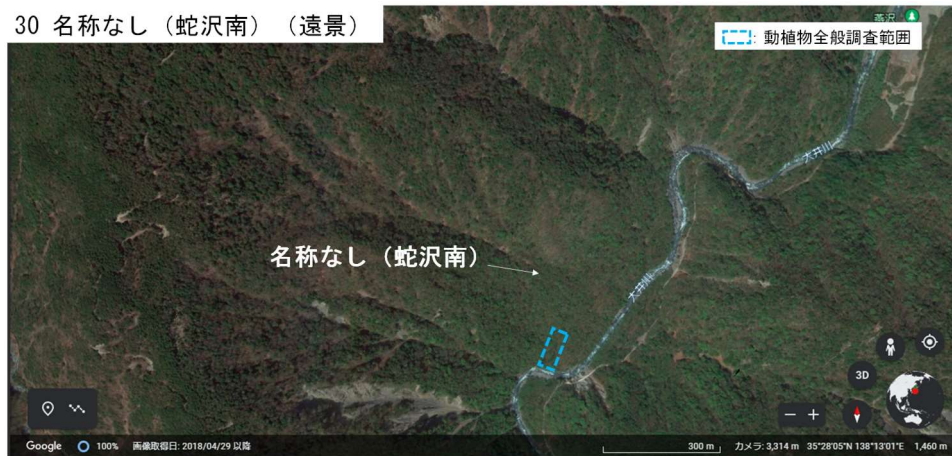 30 名称なし（蛇沢南）（遠景）
燕沢
: 動植物全般調査範囲
大井川
名称なし（蛇沢南）
大井川
3D
Google 100% 画像取得日: 2018/04/29 以降 300 m カメラ: 3,314 m 35°28'05"N 138°13'01"E 1,460 m